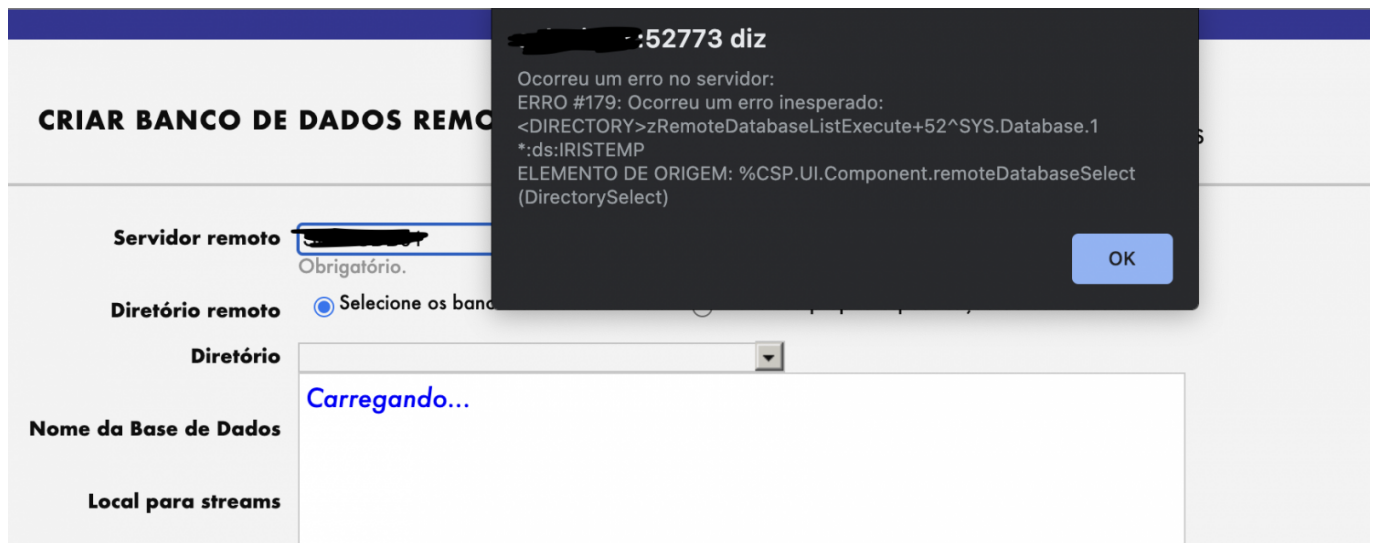 :52773 diz
Ocorreu um erro no servidor:
ERRO #179: Ocorreu um erro inesperado:
<DIRECTORY>zRemoteDatabaseListExecute+52^SYS.Database.1
*:ds:IRISTEMP
ELEMENTO DE ORIGEM: %CSP.UI.Component.remoteDatabaseSelect
(DirectorySelect)
OK
CRIAR BANCO DE DADOS REMO
Servidor remoto
Obrigatório.
Diretório remoto
Selecione os banc
Diretório
Carregando...
Nome da Base de Dados
Local para streams